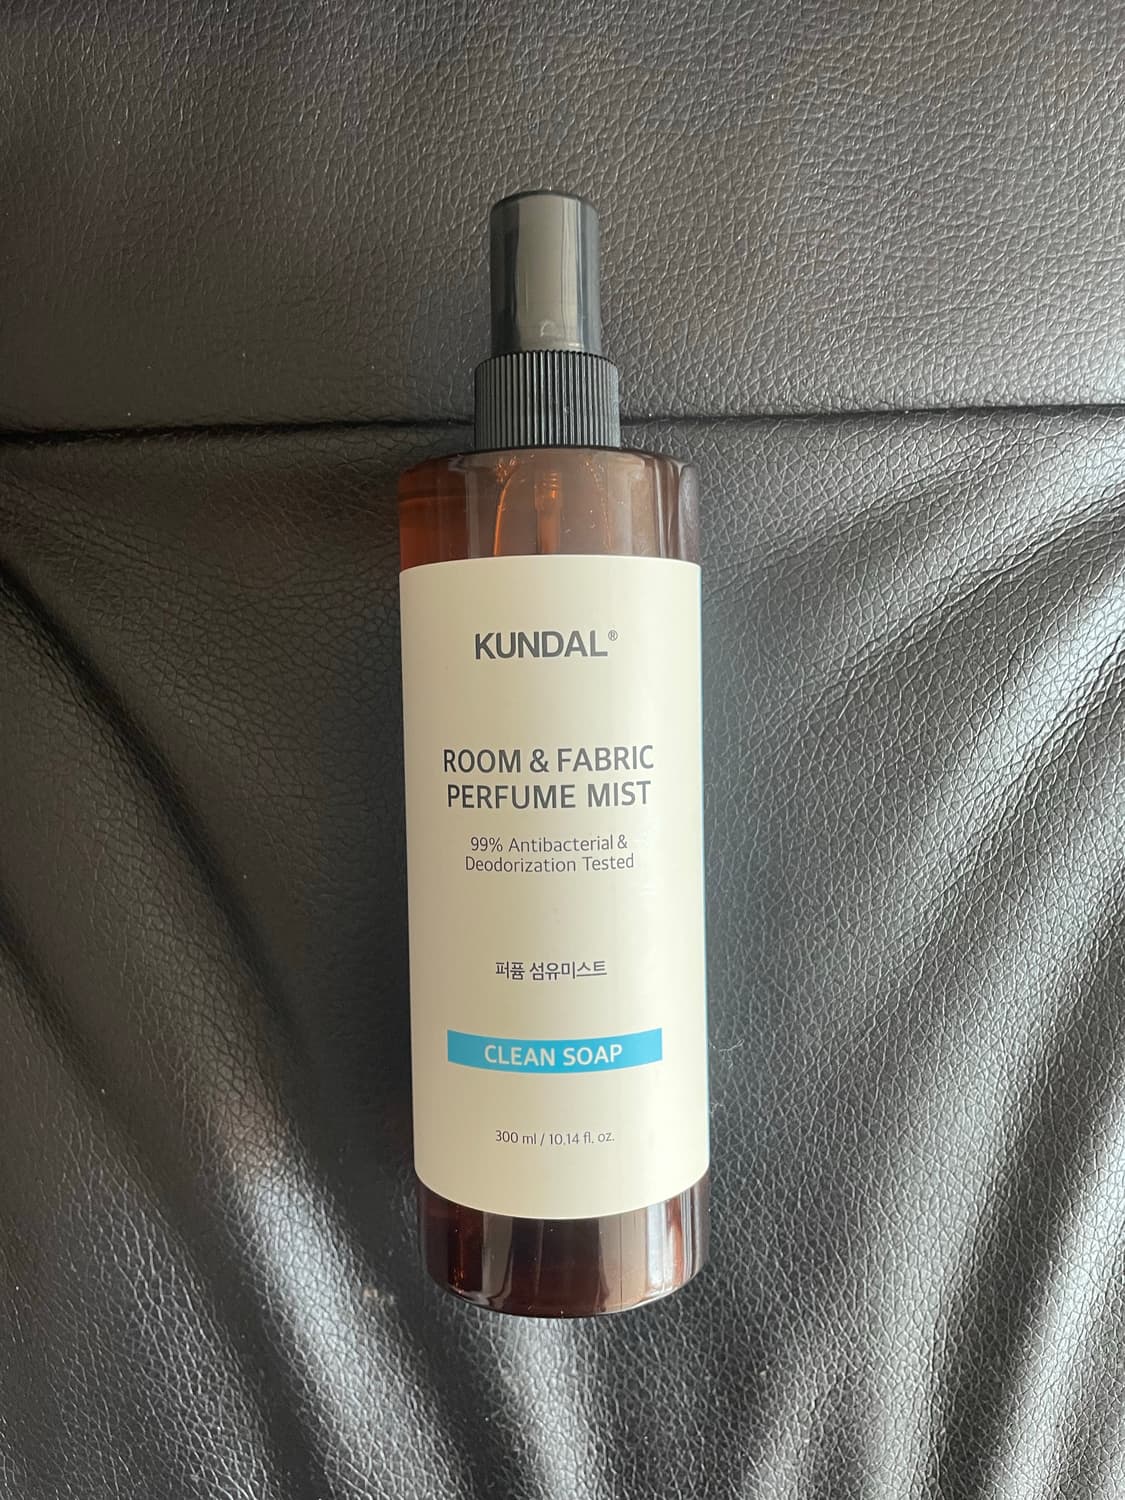 KUNDAL®
ROOM & FABRIC
PERFUME MIST
99% Antibacterial &
Deodorization Tested
퍼퓸 섬유미스트
CLEAN SOAP
300 ml / 10.14 fl. oz.